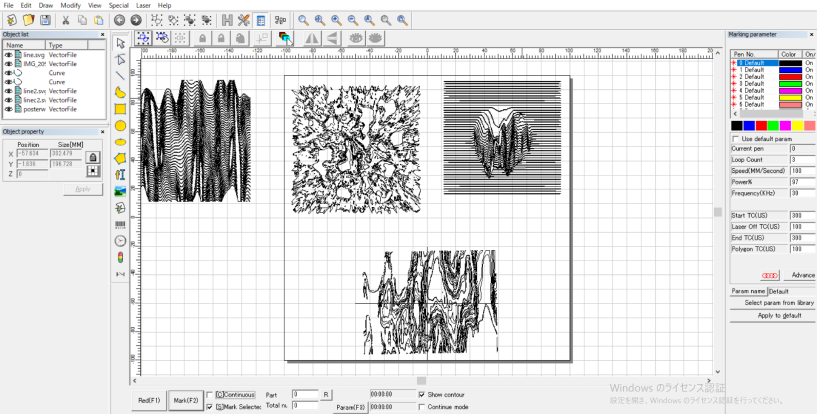 File Edit Draw Modify View Special Laser Help
Object list
Name Type
line.svg VectorFile
IMG_205 VectorFile
Curve
Curve
line2.sv VectorFile
line2.sv VectorFile
posterw VectorFile
Object property
Position Size[MM]
X -57.634 302.479
Y -1.836 196.728
Z 0
Apply
Marking parameter
Pen No. Color On/
0 Default On
1 Default On
2 Default On
3 Default On
4 Default On
5 Default On
6 Default On
Use default param
Current pen 0
Loop Count 3
Speed(MM/Second) 100
Power% 97
Frequency(KHz) 30
Start TC(US) 300
Laser Off TC(US) 100
End TC(US) 300
Polygon TC(US) 100
Advance
Param name Default
Select param from library
Apply to default
Red(F1) Mark(F2)
[C]Continuous Part 0 R 00:00:00 Show contour
[S]Mark Selected Total nu. 0 Param(F3) 00:00:00 Continue mode
Windows のライセンス認証
設定を開き、Windows のライセンス認証を行ってください。